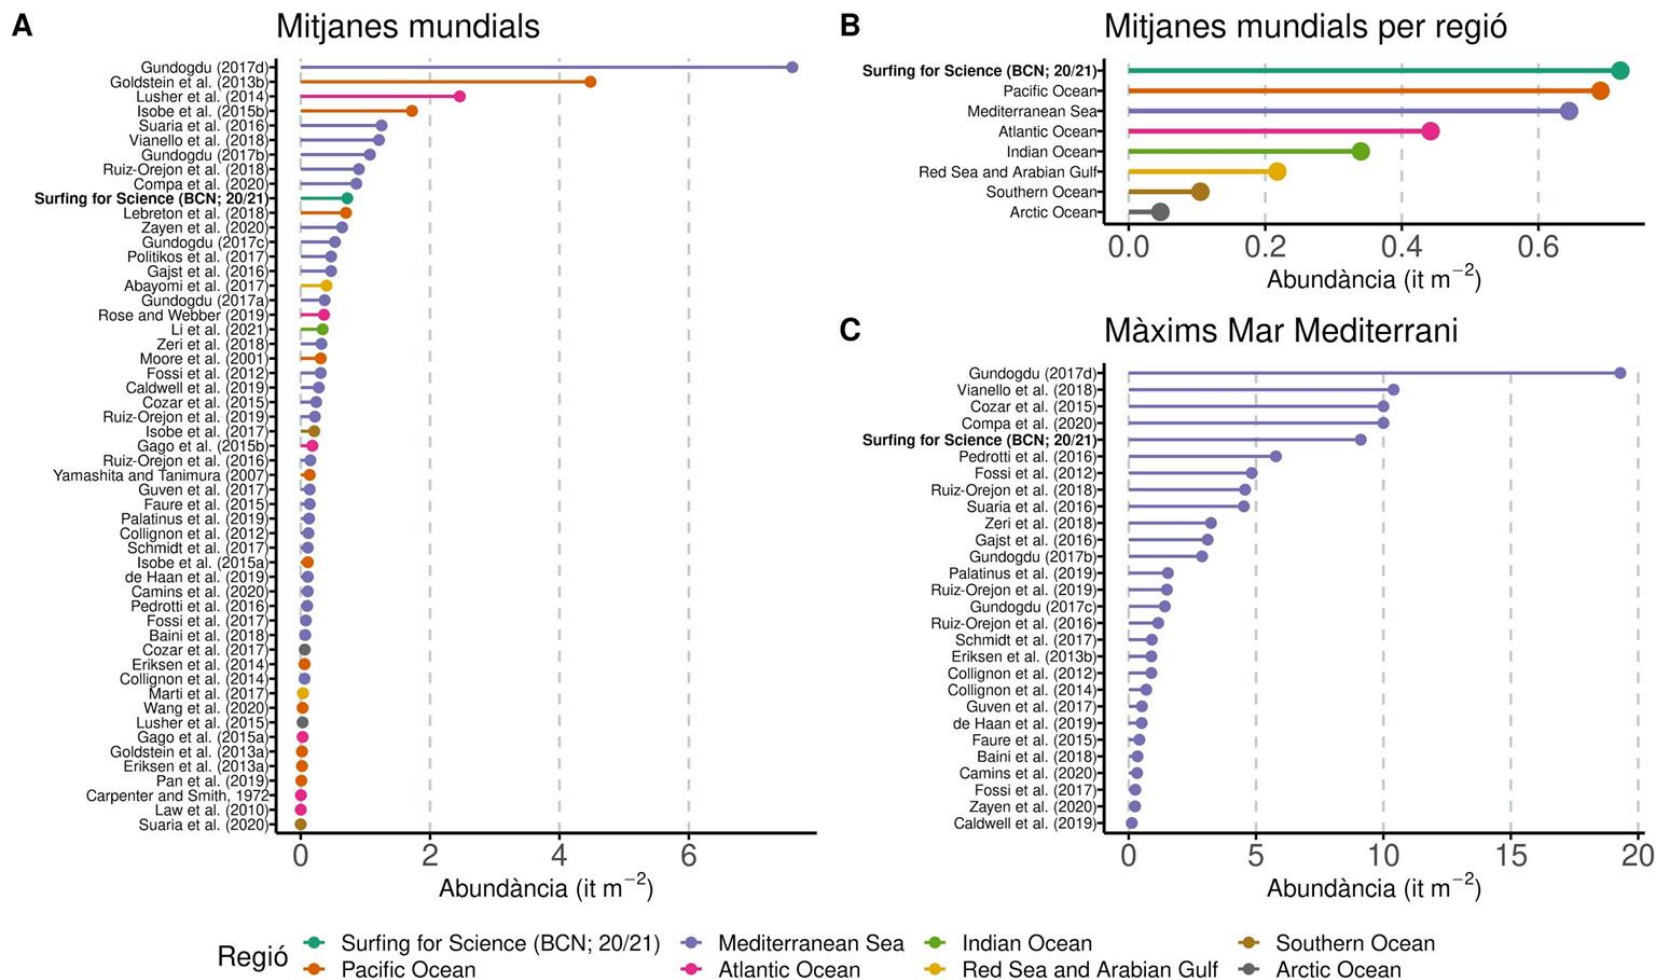 A
Mitjanes mundials
Gundogdu (2017d)
Goldstein et al. (2013b)
Lusher et al. (2014)
Isobe et al. (2015b)
Suaria et al. (2016)
Vianello et al. (2018)
Gundogdu (2017b)
Ruiz-Orejon et al. (2018)
Compa et al. (2020)
Surfing for Science (BCN; 20/21)
Lebreton et al. (2018)
Zayen et al. (2020)
Gundogdu (2017c)
Politikos et al. (2017)
Gajst et al. (2016)
Abayomi et al. (2017)
Gundogdu (2017a)
Rose and Webber (2019)
Li et al. (2021)
Zeri et al. (2018)
Moore et al. (2001)
Fossi et al. (2012)
Caldwell et al. (2019)
Cozar et al. (2015)
Ruiz-Orejon et al. (2019)
Isobe et al. (2017)
Gago et al. (2015b)
Ruiz-Orejon et al. (2016)
Yamashita and Tanimura (2007)
Guven et al. (2017)
Faure et al. (2015)
Palatinus et al. (2019)
Collignon et al. (2012)
Schmidt et al. (2017)
Isobe et al. (2015a)
de Haan et al. (2019)
Camins et al. (2020)
Pedrotti et al. (2016)
Fossi et al. (2017)
Baini et al. (2018)
Cozar et al. (2017)
Eriksen et al. (2014)
Collignon et al. (2014)
Marti et al. (2017)
Wang et al. (2020)
Lusher et al. (2015)
Gago et al. (2015a)
Goldstein et al. (2013a)
Eriksen et al. (2013a)
Pan et al. (2019)
Carpenter and Smith, 1972
Law et al. (2010)
Suaria et al. (2020)
0 2 4 6
Abundància (it m⁻²)
B
Mitjanes mundials per regió
Surfing for Science (BCN; 20/21)
Pacific Ocean
Mediterranean Sea
Atlantic Ocean
Indian Ocean
Red Sea and Arabian Gulf
Southern Ocean
Arctic Ocean
0.0 0.2 0.4 0.6
Abundància (it m⁻²)
C
Màxims Mar Mediterrani
Gundogdu (2017d)
Vianello et al. (2018)
Cozar et al. (2015)
Compa et al. (2020)
Surfing for Science (BCN; 20/21)
Pedrotti et al. (2016)
Fossi et al. (2012)
Ruiz-Orejon et al. (2018)
Suaria et al. (2016)
Zeri et al. (2018)
Gajst et al. (2016)
Gundogdu (2017b)
Palatinus et al. (2019)
Ruiz-Orejon et al. (2019)
Gundogdu (2017c)
Ruiz-Orejon et al. (2016)
Schmidt et al. (2017)
Eriksen et al. (2013b)
Collignon et al. (2012)
Collignon et al. (2014)
Guven et al. (2017)
de Haan et al. (2019)
Faure et al. (2015)
Baini et al. (2018)
Camins et al. (2020)
Fossi et al. (2017)
Zayen et al. (2020)
Caldwell et al. (2019)
0 5 10 15 20
Abundància (it m⁻²)
Regió
Surfing for Science (BCN; 20/21) Mediterranean Sea Indian Ocean Southern Ocean
Pacific Ocean Atlantic Ocean Red Sea and Arabian Gulf Arctic Ocean